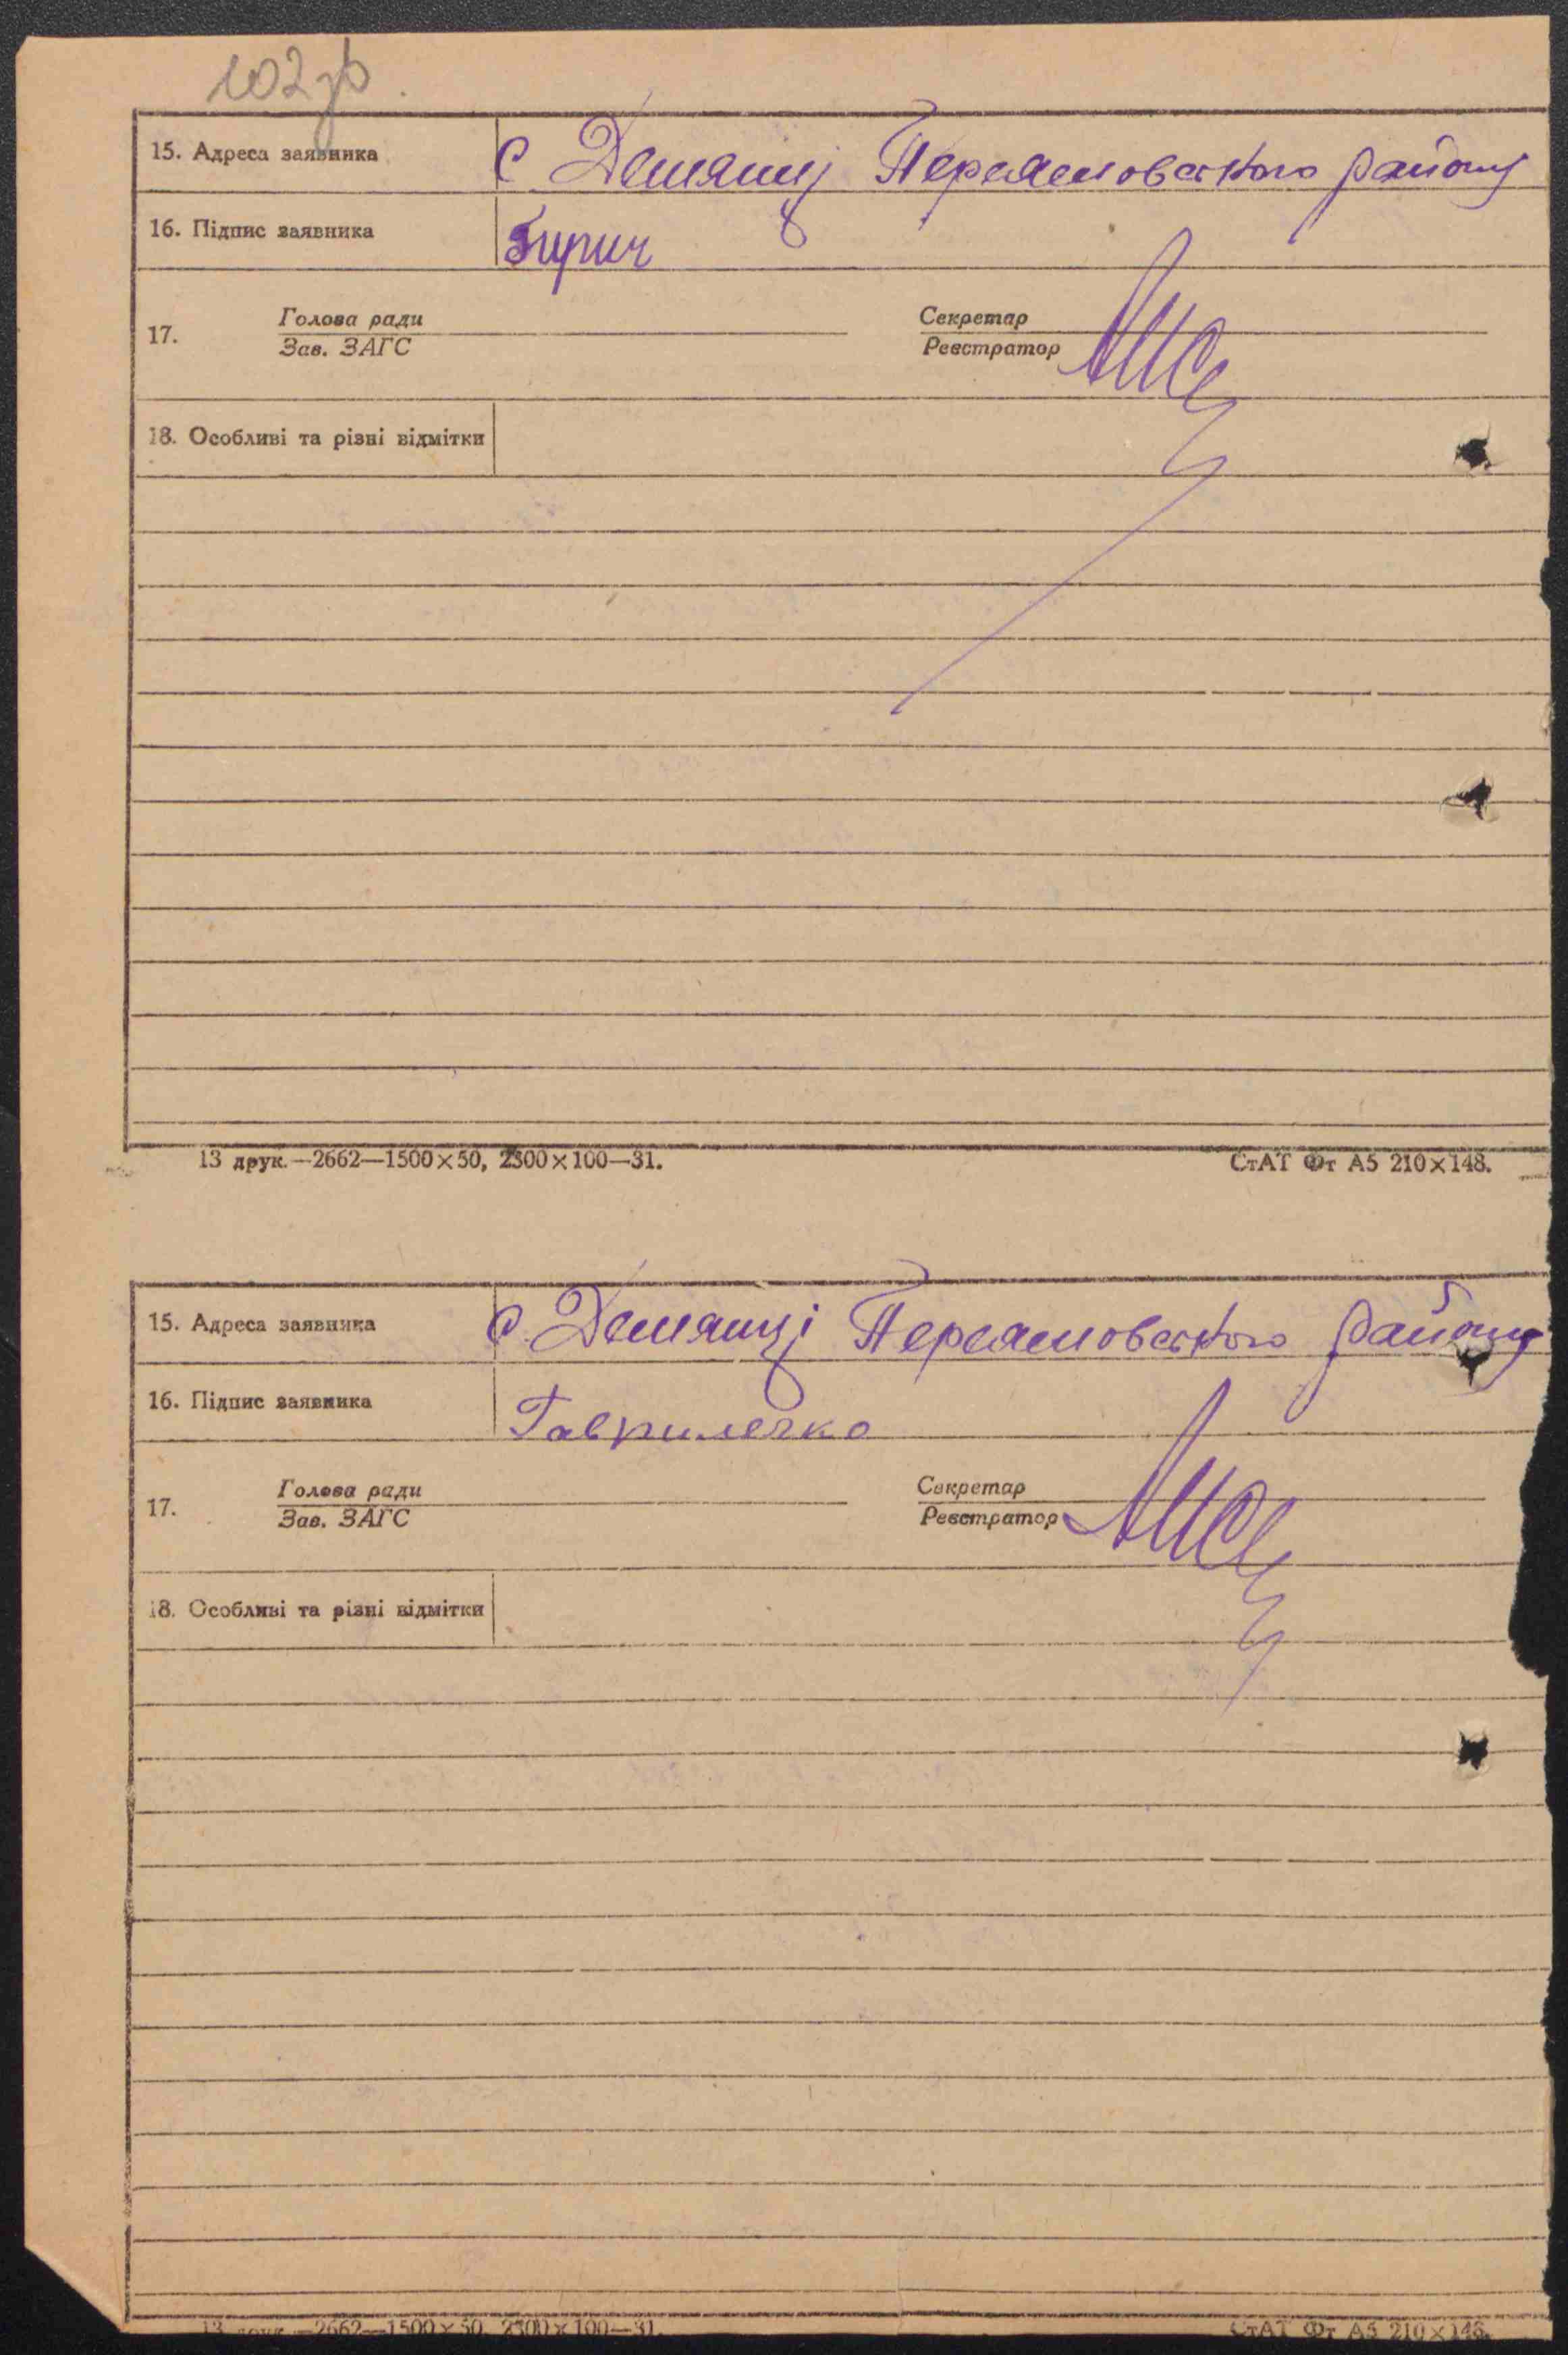 102зв.
15. Адреса заявника С Демянці Переяславського району
16. Підпис заявника Бирич
Голова ради Секретар
17.
Зав. ЗАГС Реєстратор
18. Особливі та різні відмітки
13 друк.—2662—1500×50, 2300×100—31. СтАТ Фт А5 210×148.
15. Адреса заявника С. Демянці Переяславського району
16. Підпис заявника Гавриленко
Голова ради Секретар
17.
Зав. ЗАГС Реєстратор
18. Особливі та різні відмітки
13 друк.—2662—1500×50, 2300×100—31. СтАТ Фт А5 210×148.